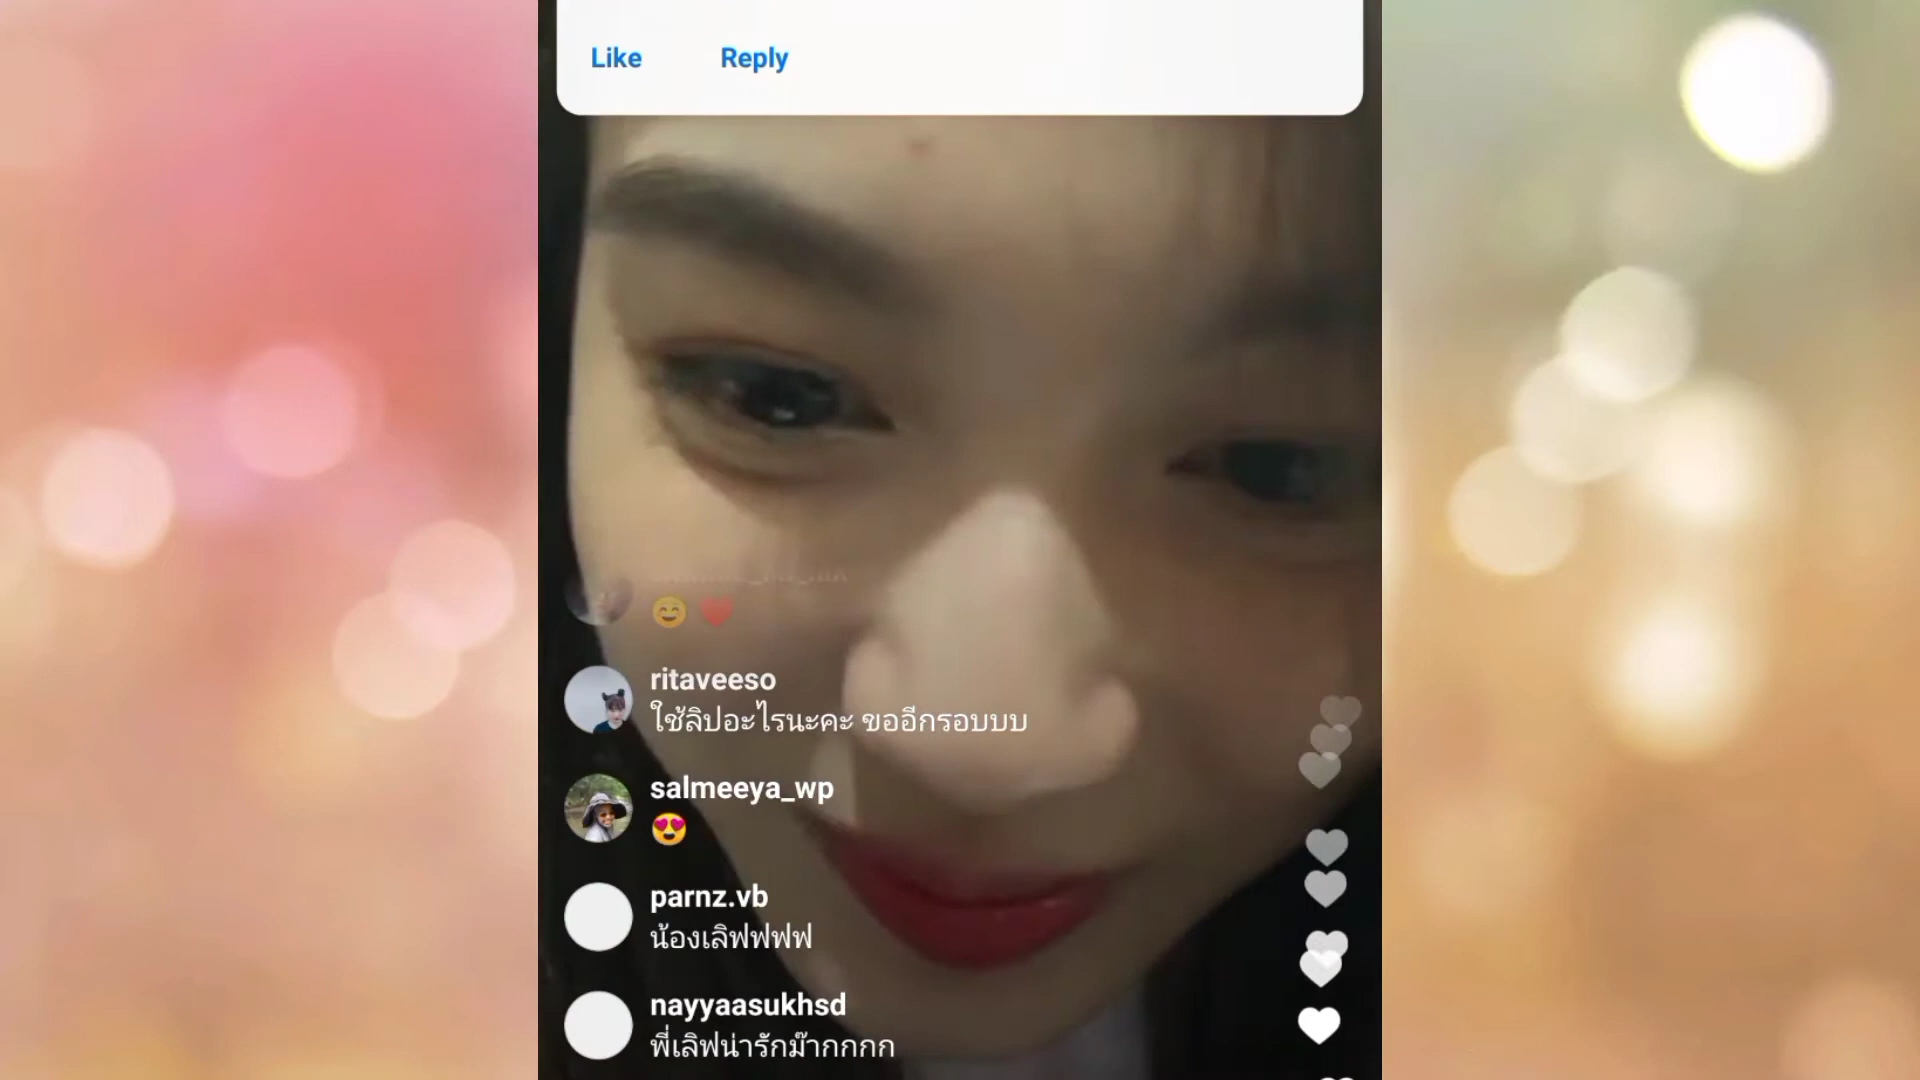 Like
Reply
ritaveeso
ใช้ลิปอะไรนะคะ ขออีกรอบบบ
salmeeya_wp
😍
parnz.vb
น้องเลิฟฟฟฟ
nayyaasukhsd
พี่เลิฟน่ารักม๊ากกกก